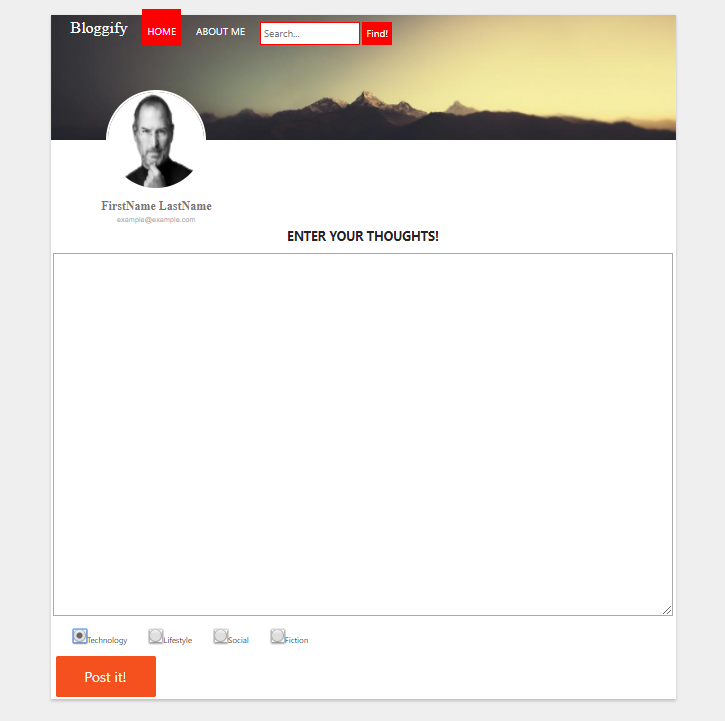 Bloggify HOME ABOUT ME Search... Find!
FirstName LastName
example@example.com
ENTER YOUR THOUGHTS!
Technology Lifestyle Social Fiction
Post it!